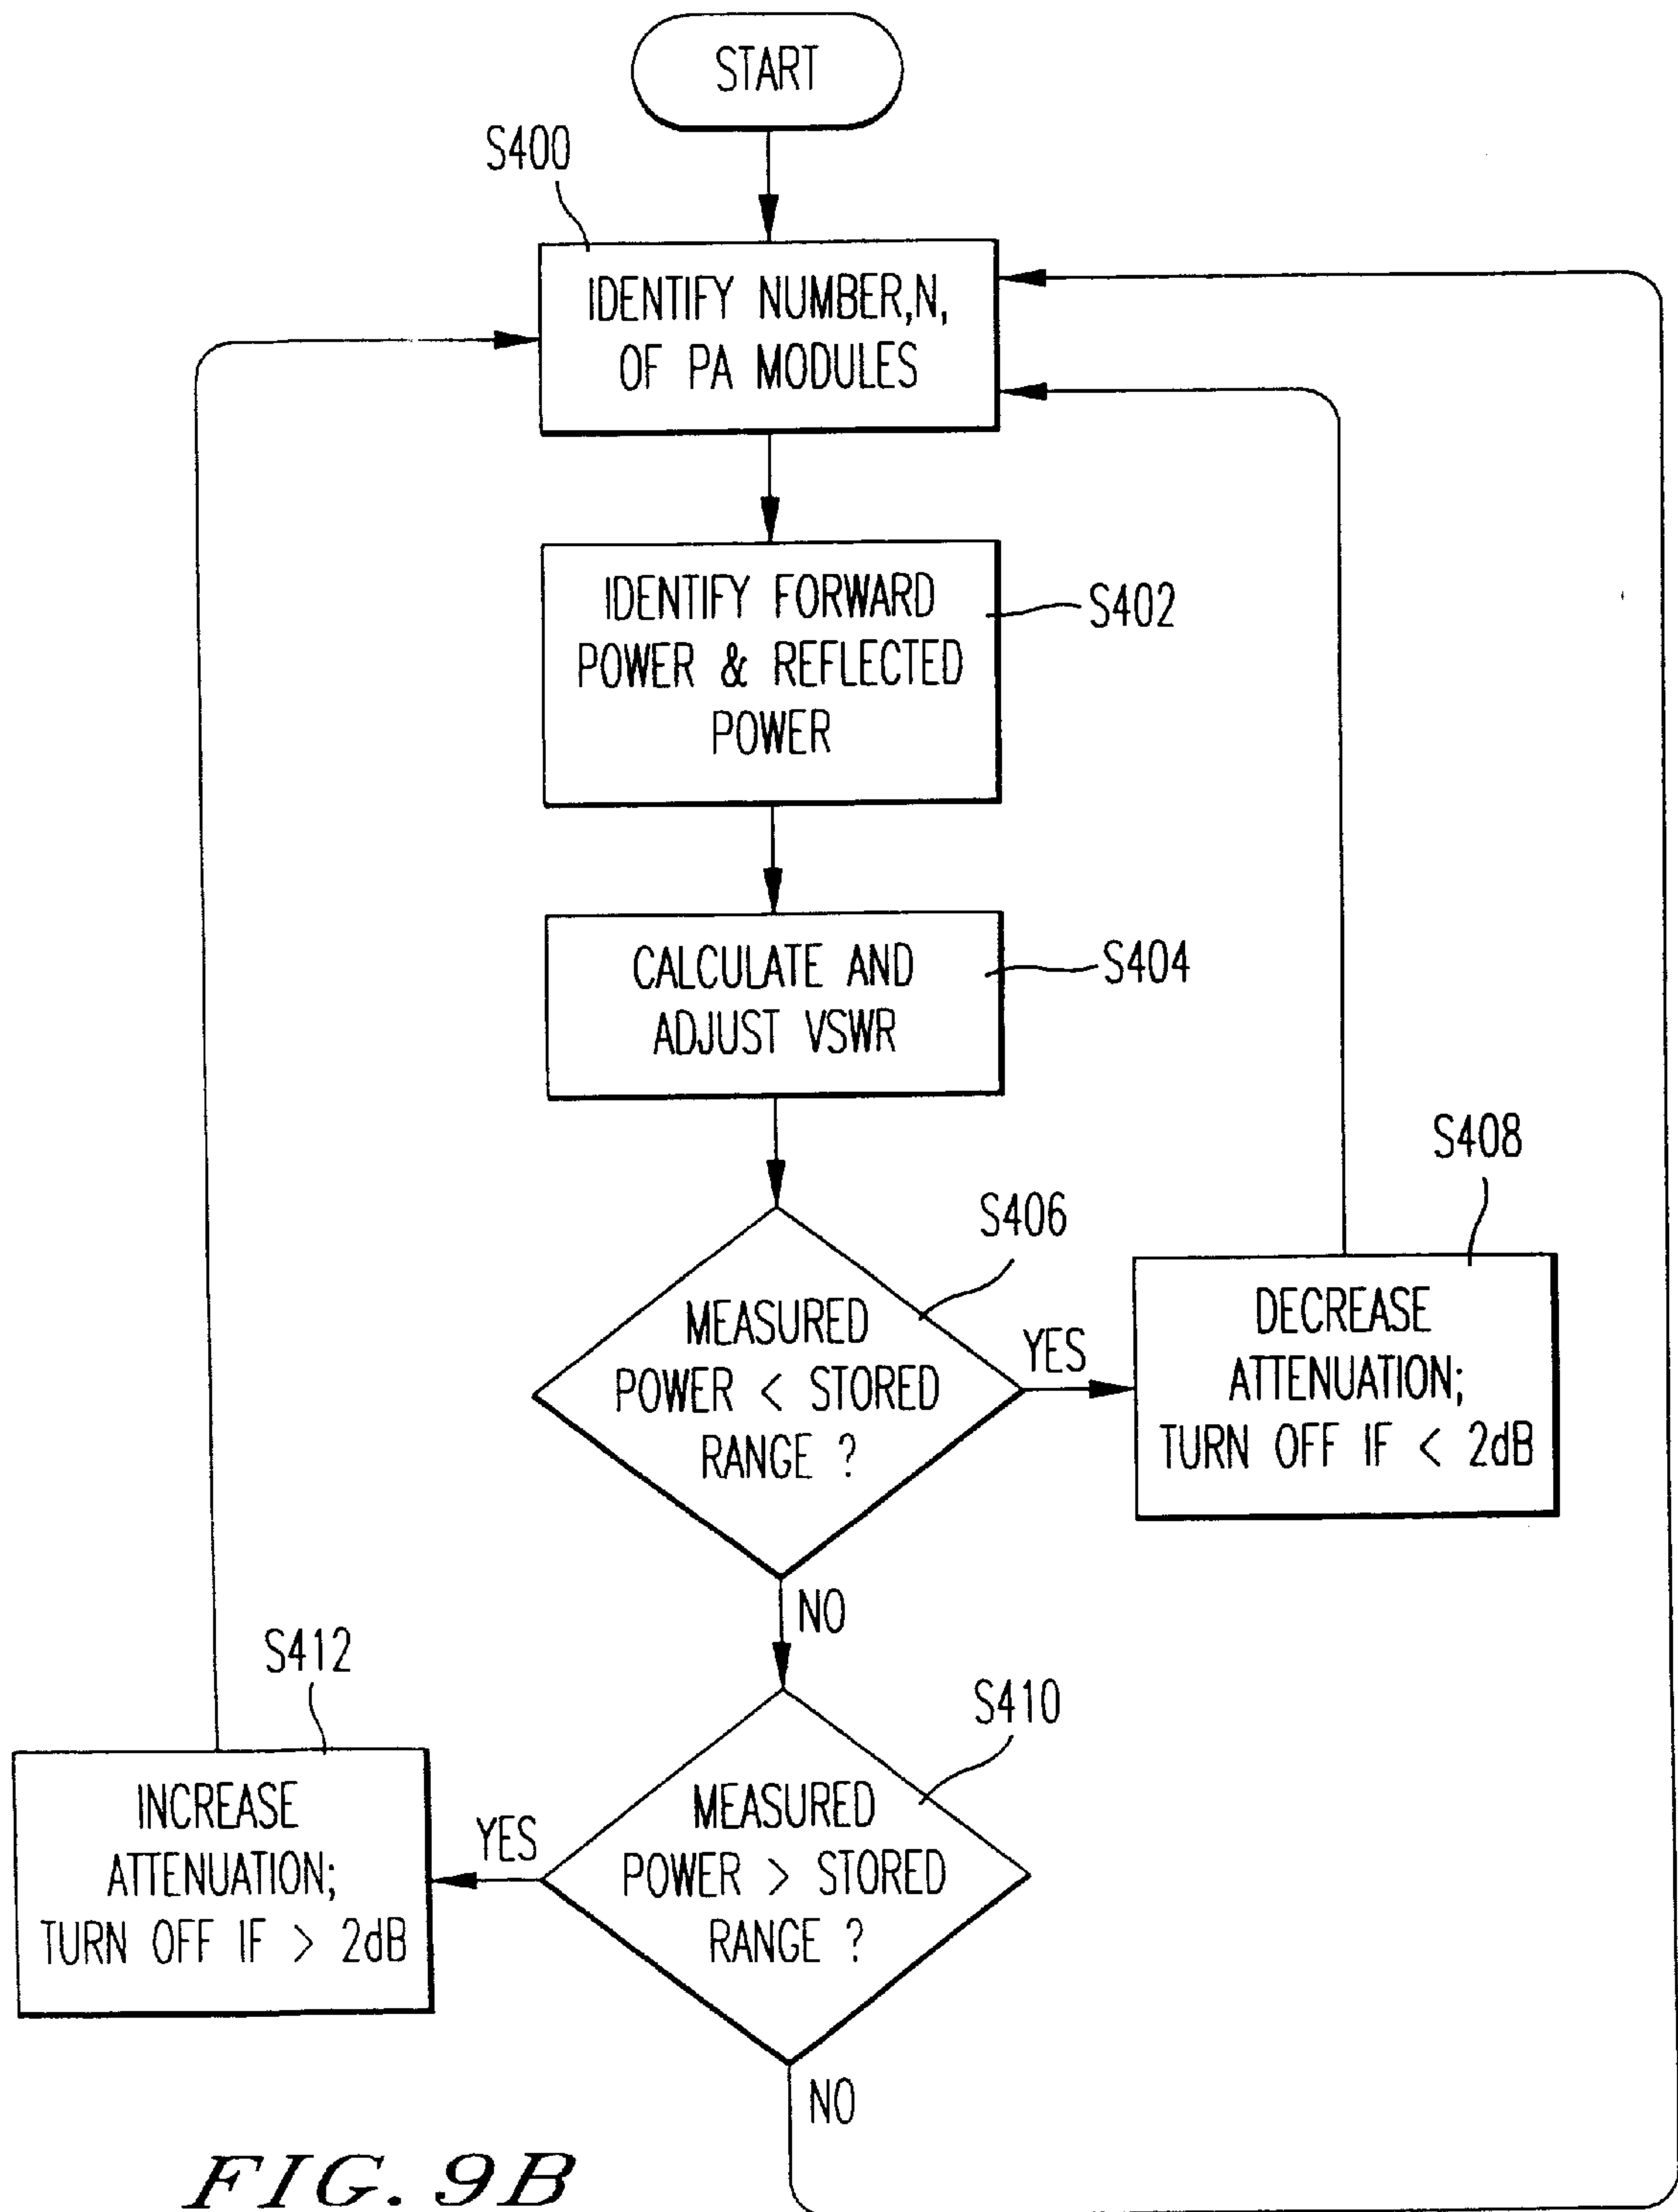 START
S400
IDENTIFY NUMBER,N,
OF PA MODULES
IDENTIFY FORWARD
POWER & REFLECTED
POWER
S402
CALCULATE AND
ADJUST VSWR
S404
S406
MEASURED
POWER < STORED
RANGE ?
YES
S408
DECREASE
ATTENUATION;
TURN OFF IF < 2dB
NO
S410
MEASURED
POWER > STORED
RANGE ?
YES
S412
INCREASE
ATTENUATION;
TURN OFF IF > 2dB
NO
FIG. 9B